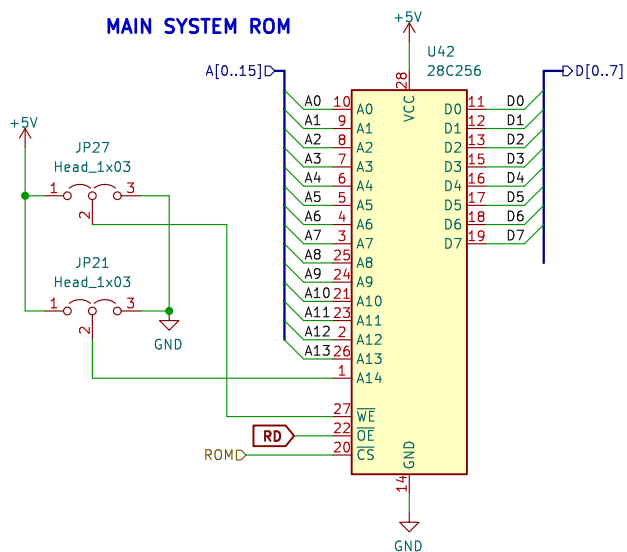 MAIN SYSTEM ROM
+5V
U42
28C256
A[0..15]
D[0..7]
28
VCC
A0 10 A0
A1 9 A1
A2 8 A2
A3 7 A3
A4 6 A4
A5 5 A5
A6 4 A6
A7 3 A7
A8 25 A8
A9 24 A9
A10 21 A10
A11 23 A11
A12 2 A12
A13 26 A13
1 A14
27 WE
RD 22 OE
ROM 20 CS
D0 11 D0
D1 12 D1
D2 13 D2
D3 15 D3
D4 16 D4
D5 17 D5
D6 18 D6
D7 19 D7
GND
14
GND
+5V
JP27
Head_1x03
1 3
2
JP21
Head_1x03
1 3
2
GND